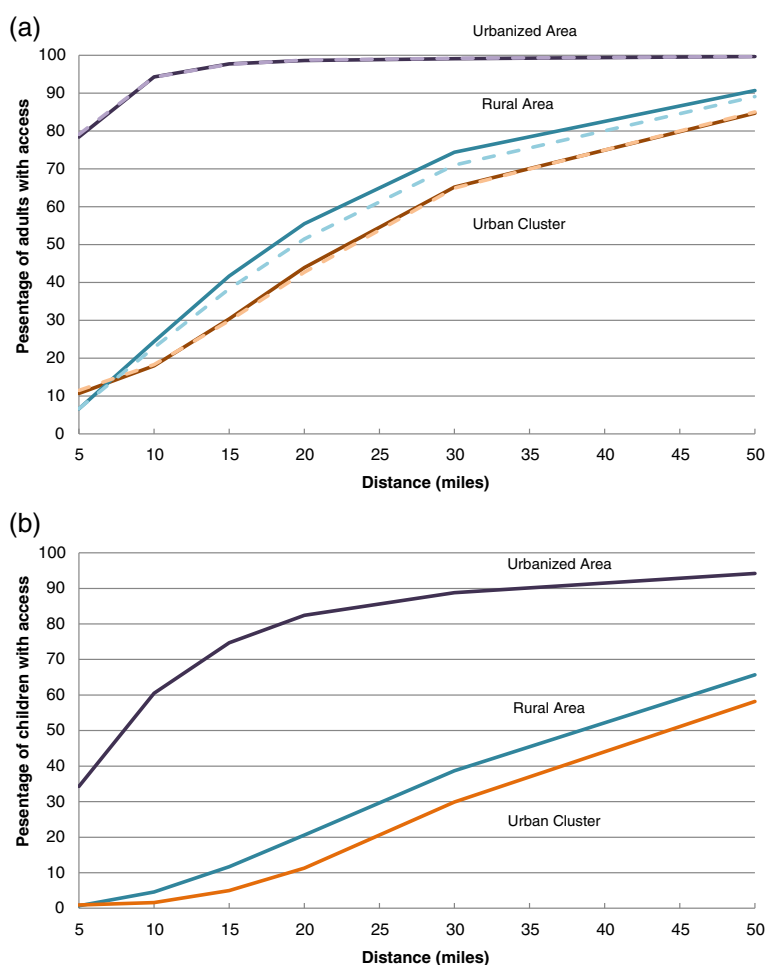 (a)
Urbanized Area
100
90
80
70
60
50
40
30
20
10
0
Pesentage of adults with access
Rural Area
Urban Cluster
5 10 15 20 25 30 35 40 45 50
Distance (miles)
(b)
100
90
80
70
60
50
40
30
20
10
0
Pesentage of children with access
Urbanized Area
Rural Area
Urban Cluster
5 10 15 20 25 30 35 40 45 50
Distance (miles)